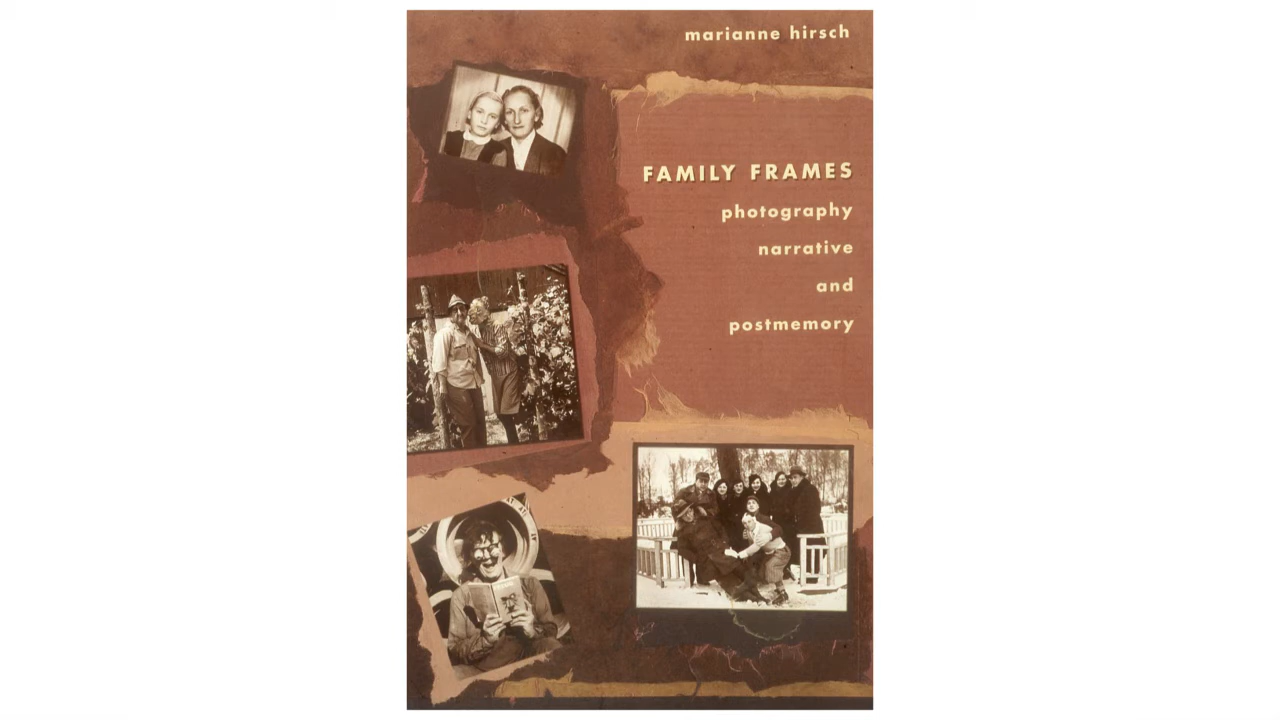 marianne hirsch
FAMILY FRAMES
photography
narrative
and
postmemory